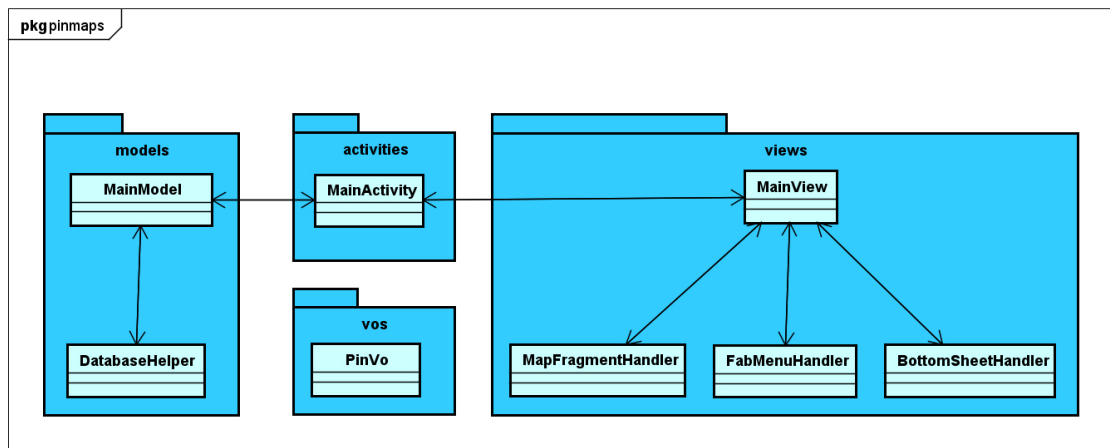 pkg pinmaps
models
activities
views
MainModel
MainActivity
MainView
vos
DatabaseHelper
PinVo
MapFragmentHandler
FabMenuHandler
BottomSheetHandler